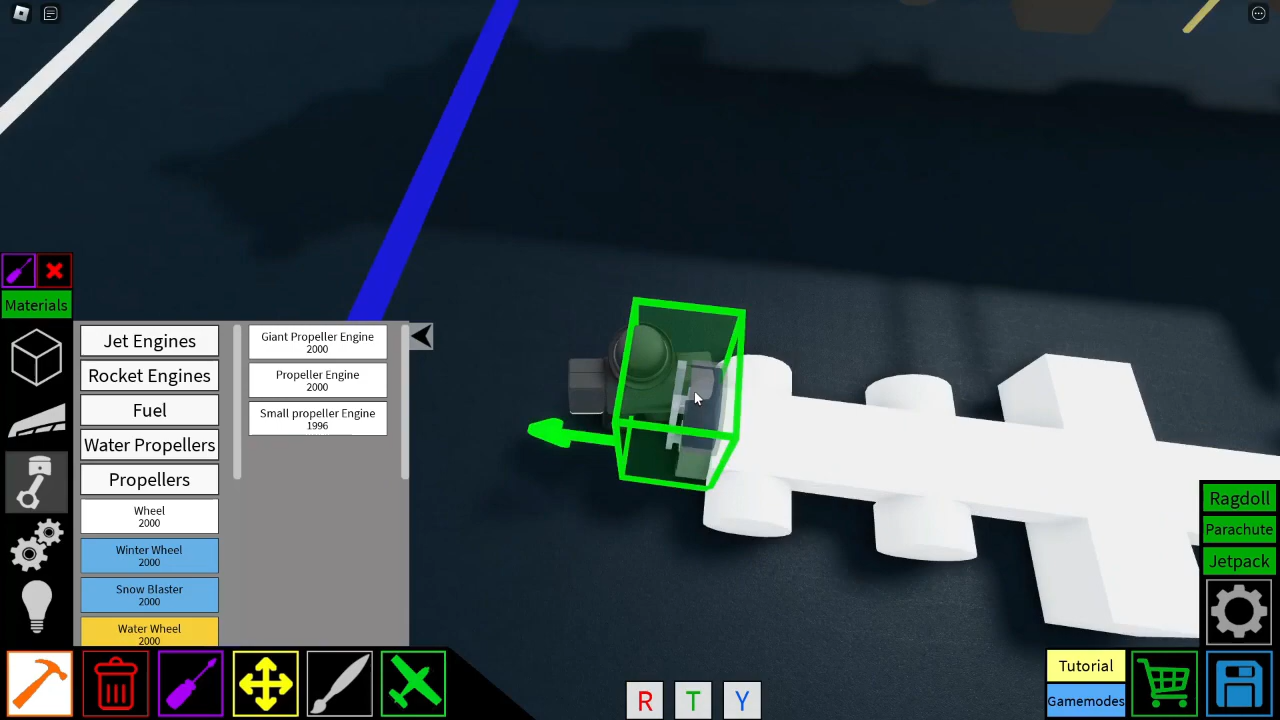 Materials
Jet Engines
Rocket Engines
Fuel
Water Propellers
Propellers
Wheel
2000
Winter Wheel
2000
Snow Blaster
2000
Water Wheel
2000
Giant Propeller Engine
2000
Propeller Engine
2000
Small propeller Engine
1996
Ragdoll
Parachute
Jetpack
Tutorial
Gamemodes
R T Y